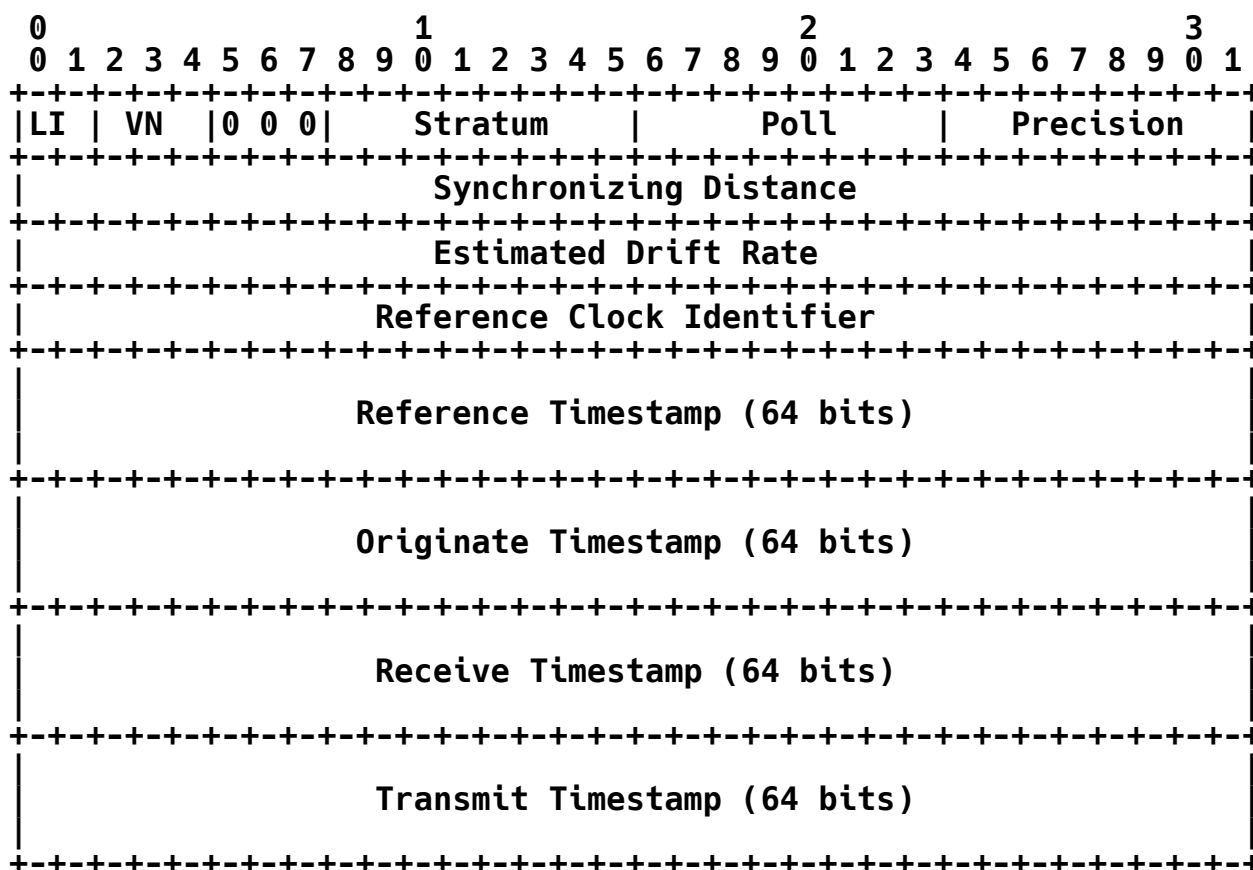 0                   1                   2                   3
0 1 2 3 4 5 6 7 8 9 0 1 2 3 4 5 6 7 8 9 0 1 2 3 4 5 6 7 8 9 0 1
+-+-+-+-+-+-+-+-+-+-+-+-+-+-+-+-+-+-+-+-+-+-+-+-+-+-+-+-+-+-+-+-+
|LI | VN  |0 0 0|    Stratum    |      Poll     |   Precision   |
+-+-+-+-+-+-+-+-+-+-+-+-+-+-+-+-+-+-+-+-+-+-+-+-+-+-+-+-+-+-+-+-+
|                     Synchronizing Distance                    |
+-+-+-+-+-+-+-+-+-+-+-+-+-+-+-+-+-+-+-+-+-+-+-+-+-+-+-+-+-+-+-+-+
|                     Estimated Drift Rate                      |
+-+-+-+-+-+-+-+-+-+-+-+-+-+-+-+-+-+-+-+-+-+-+-+-+-+-+-+-+-+-+-+-+
|                  Reference Clock Identifier                   |
+-+-+-+-+-+-+-+-+-+-+-+-+-+-+-+-+-+-+-+-+-+-+-+-+-+-+-+-+-+-+-+-+
|                                                               |
|                 Reference Timestamp (64 bits)                 |
|                                                               |
+-+-+-+-+-+-+-+-+-+-+-+-+-+-+-+-+-+-+-+-+-+-+-+-+-+-+-+-+-+-+-+-+
|                                                               |
|                 Originate Timestamp (64 bits)                 |
|                                                               |
+-+-+-+-+-+-+-+-+-+-+-+-+-+-+-+-+-+-+-+-+-+-+-+-+-+-+-+-+-+-+-+-+
|                                                               |
|                  Receive Timestamp (64 bits)                  |
|                                                               |
+-+-+-+-+-+-+-+-+-+-+-+-+-+-+-+-+-+-+-+-+-+-+-+-+-+-+-+-+-+-+-+-+
|                                                               |
|                  Transmit Timestamp (64 bits)                 |
|                                                               |
+-+-+-+-+-+-+-+-+-+-+-+-+-+-+-+-+-+-+-+-+-+-+-+-+-+-+-+-+-+-+-+-+